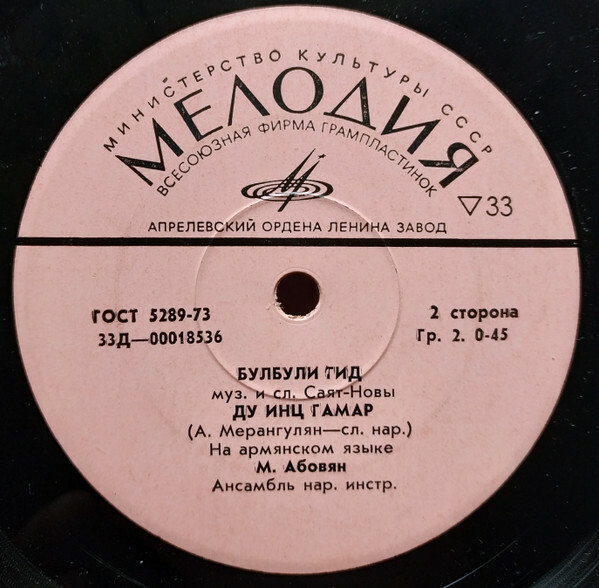 МИНИСТЕРСТВО КУЛЬТУРЫ СССР
МЕЛОДИЯ
ВСЕСОЮЗНАЯ ФИРМА ГРАМПЛАСТИНОК
▽33
АПРЕЛЕВСКИЙ ОРДЕНА ЛЕНИНА ЗАВОД
ГОСТ 5289-73
33Д—00018536
2 сторона
Гр. 2. 0-45
БУЛБУЛИ ГИД
муз. и сл. Саят-Новы
ДУ ИНЦ ГАМАР
(А. Мерангулян—сл. нар.)
На армянском языке
М. Абовян
Ансамбль нар. инстр.